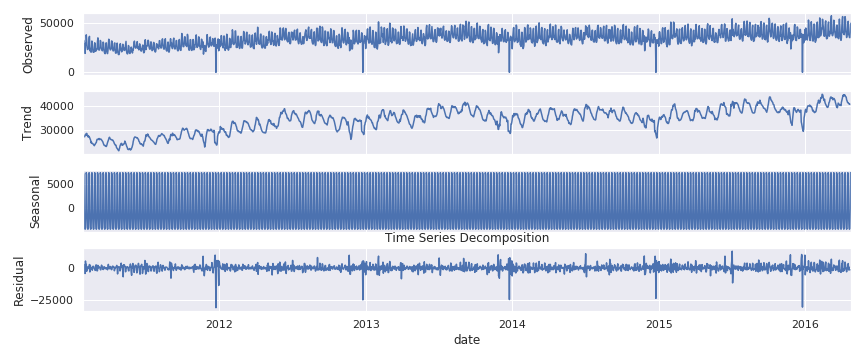 Observed
50000
0
Trend
40000
30000
Seasonal
5000
0
Time Series Decomposition
Residual
0
−25000
2012 2013 2014 2015 2016
date